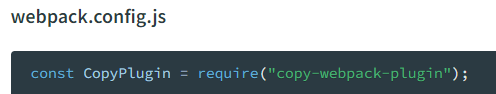 webpack.config.js
const CopyPlugin = require("copy-webpack-plugin");